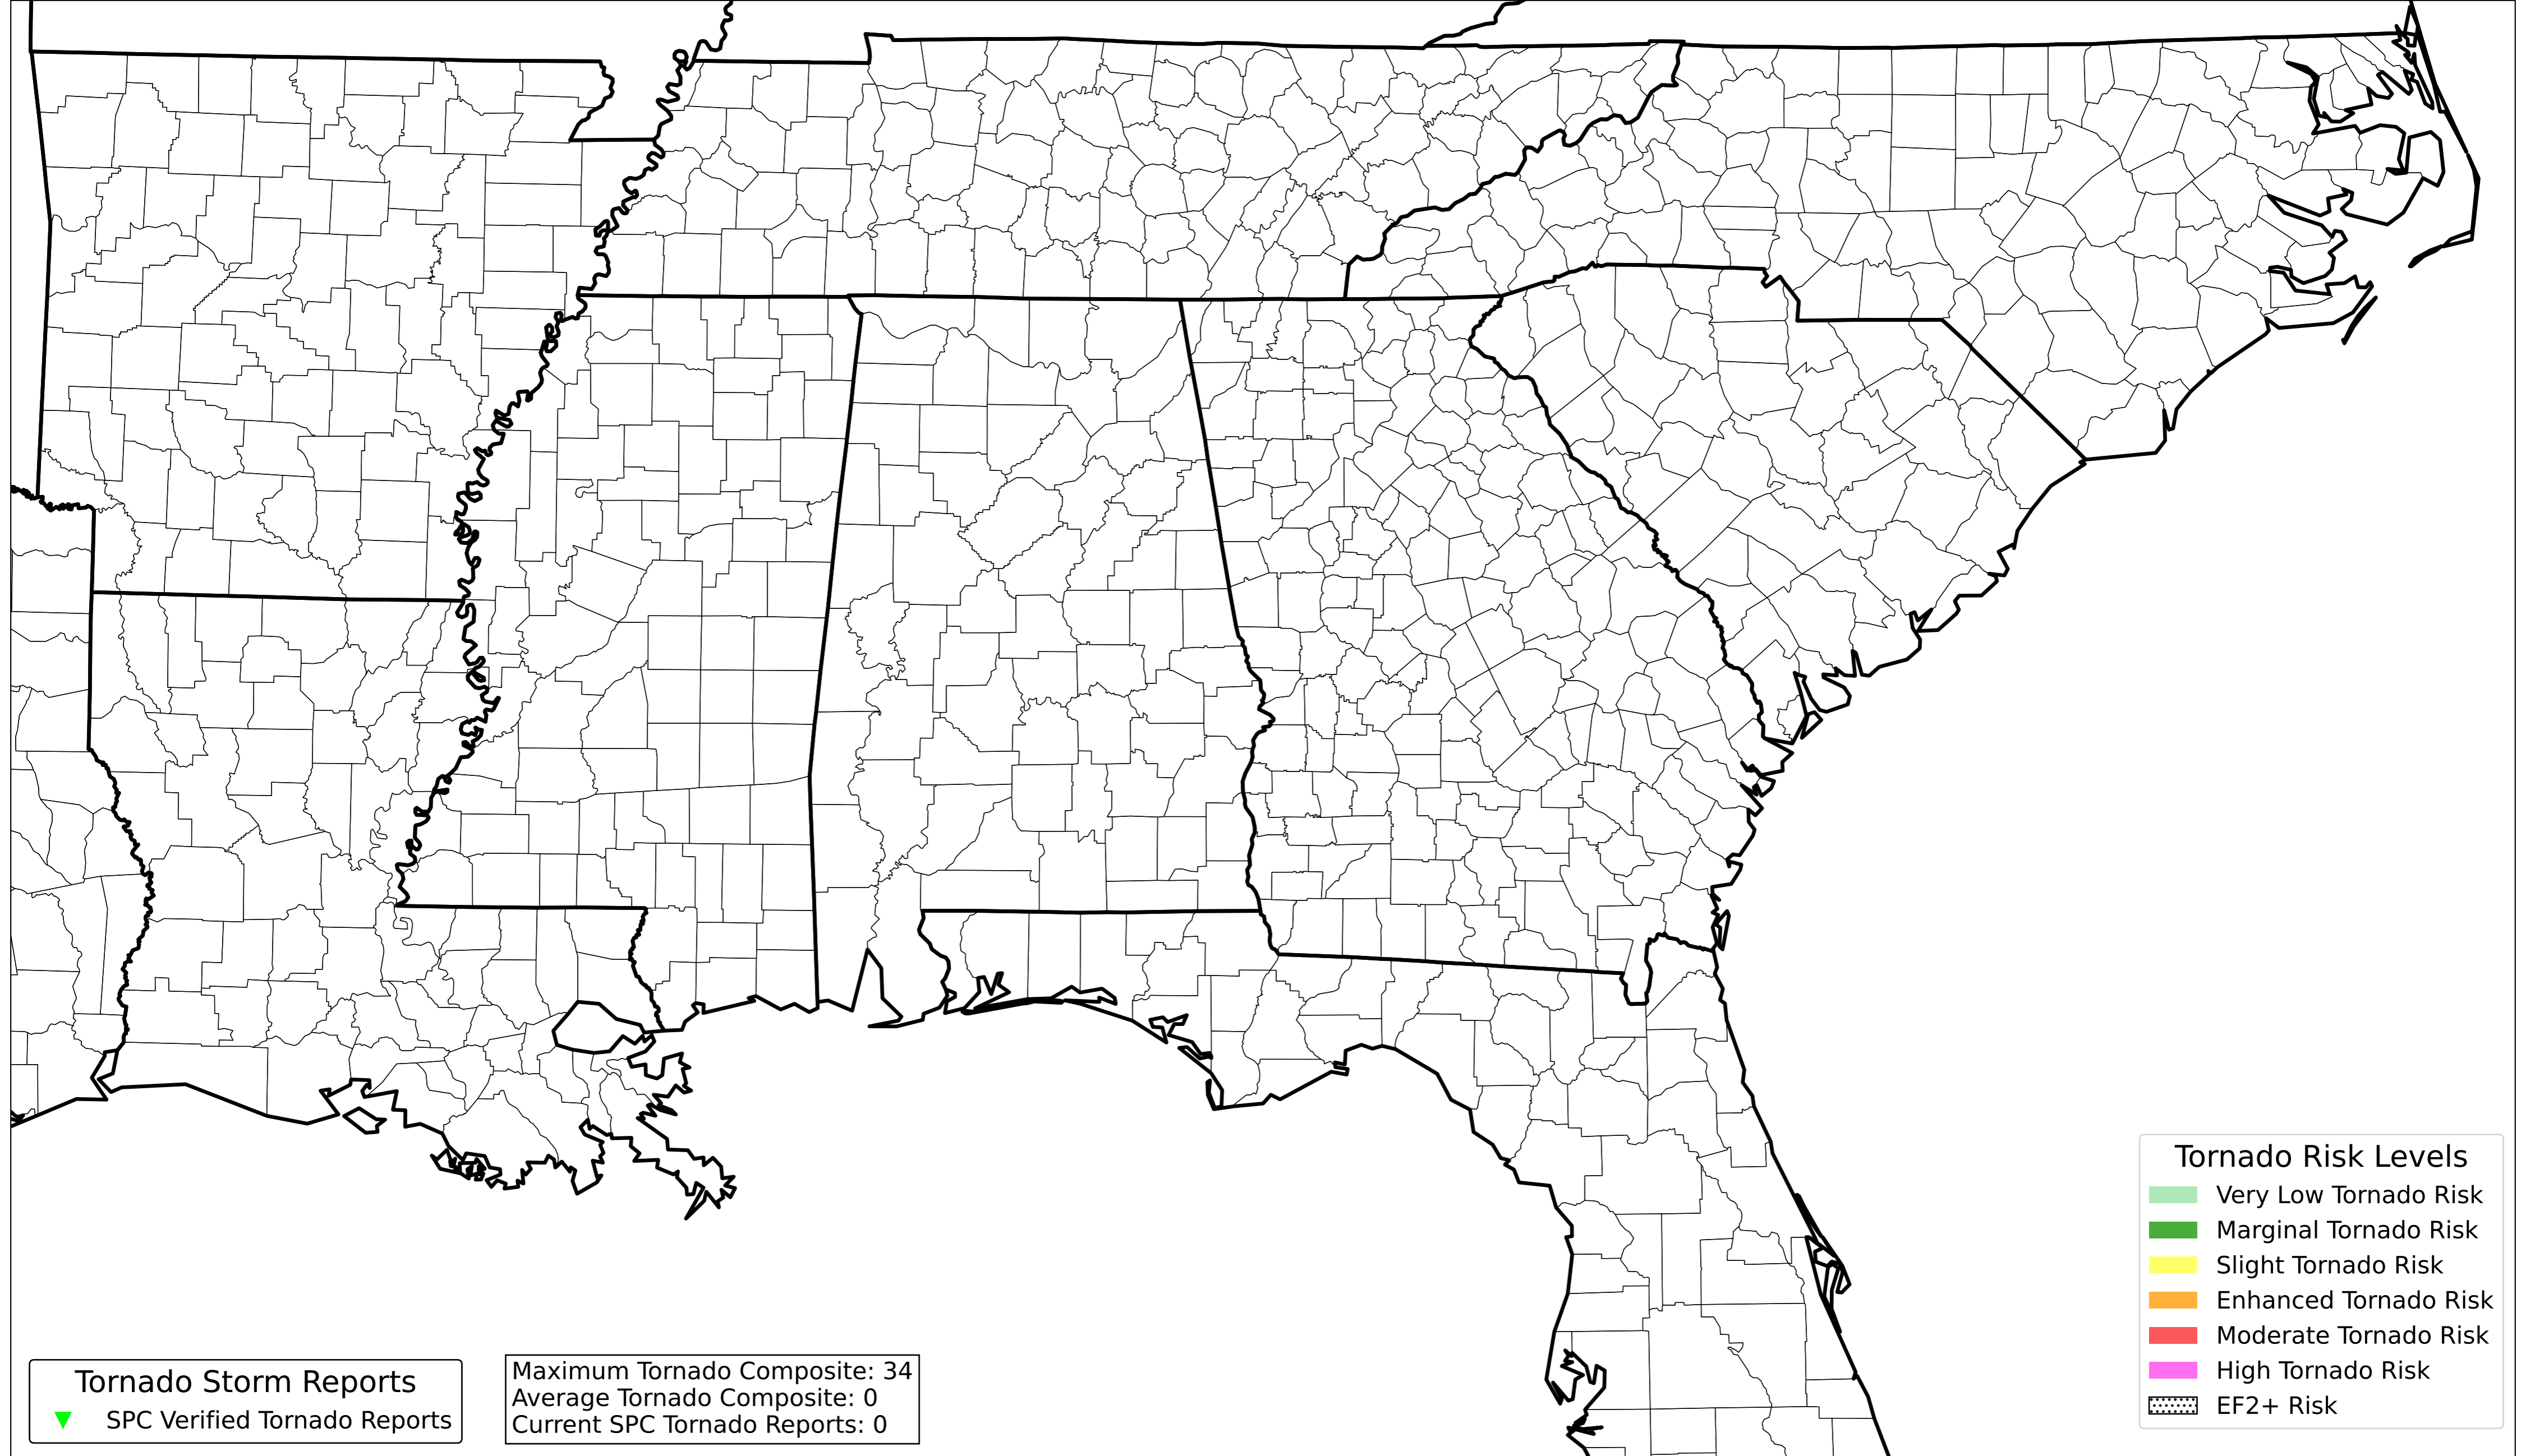 Tornado Storm Reports
SPC Verified Tornado Reports
Maximum Tornado Composite: 34
Average Tornado Composite: 0
Current SPC Tornado Reports: 0
Tornado Risk Levels
Very Low Tornado Risk
Marginal Tornado Risk
Slight Tornado Risk
Enhanced Tornado Risk
Moderate Tornado Risk
High Tornado Risk
EF2+ Risk